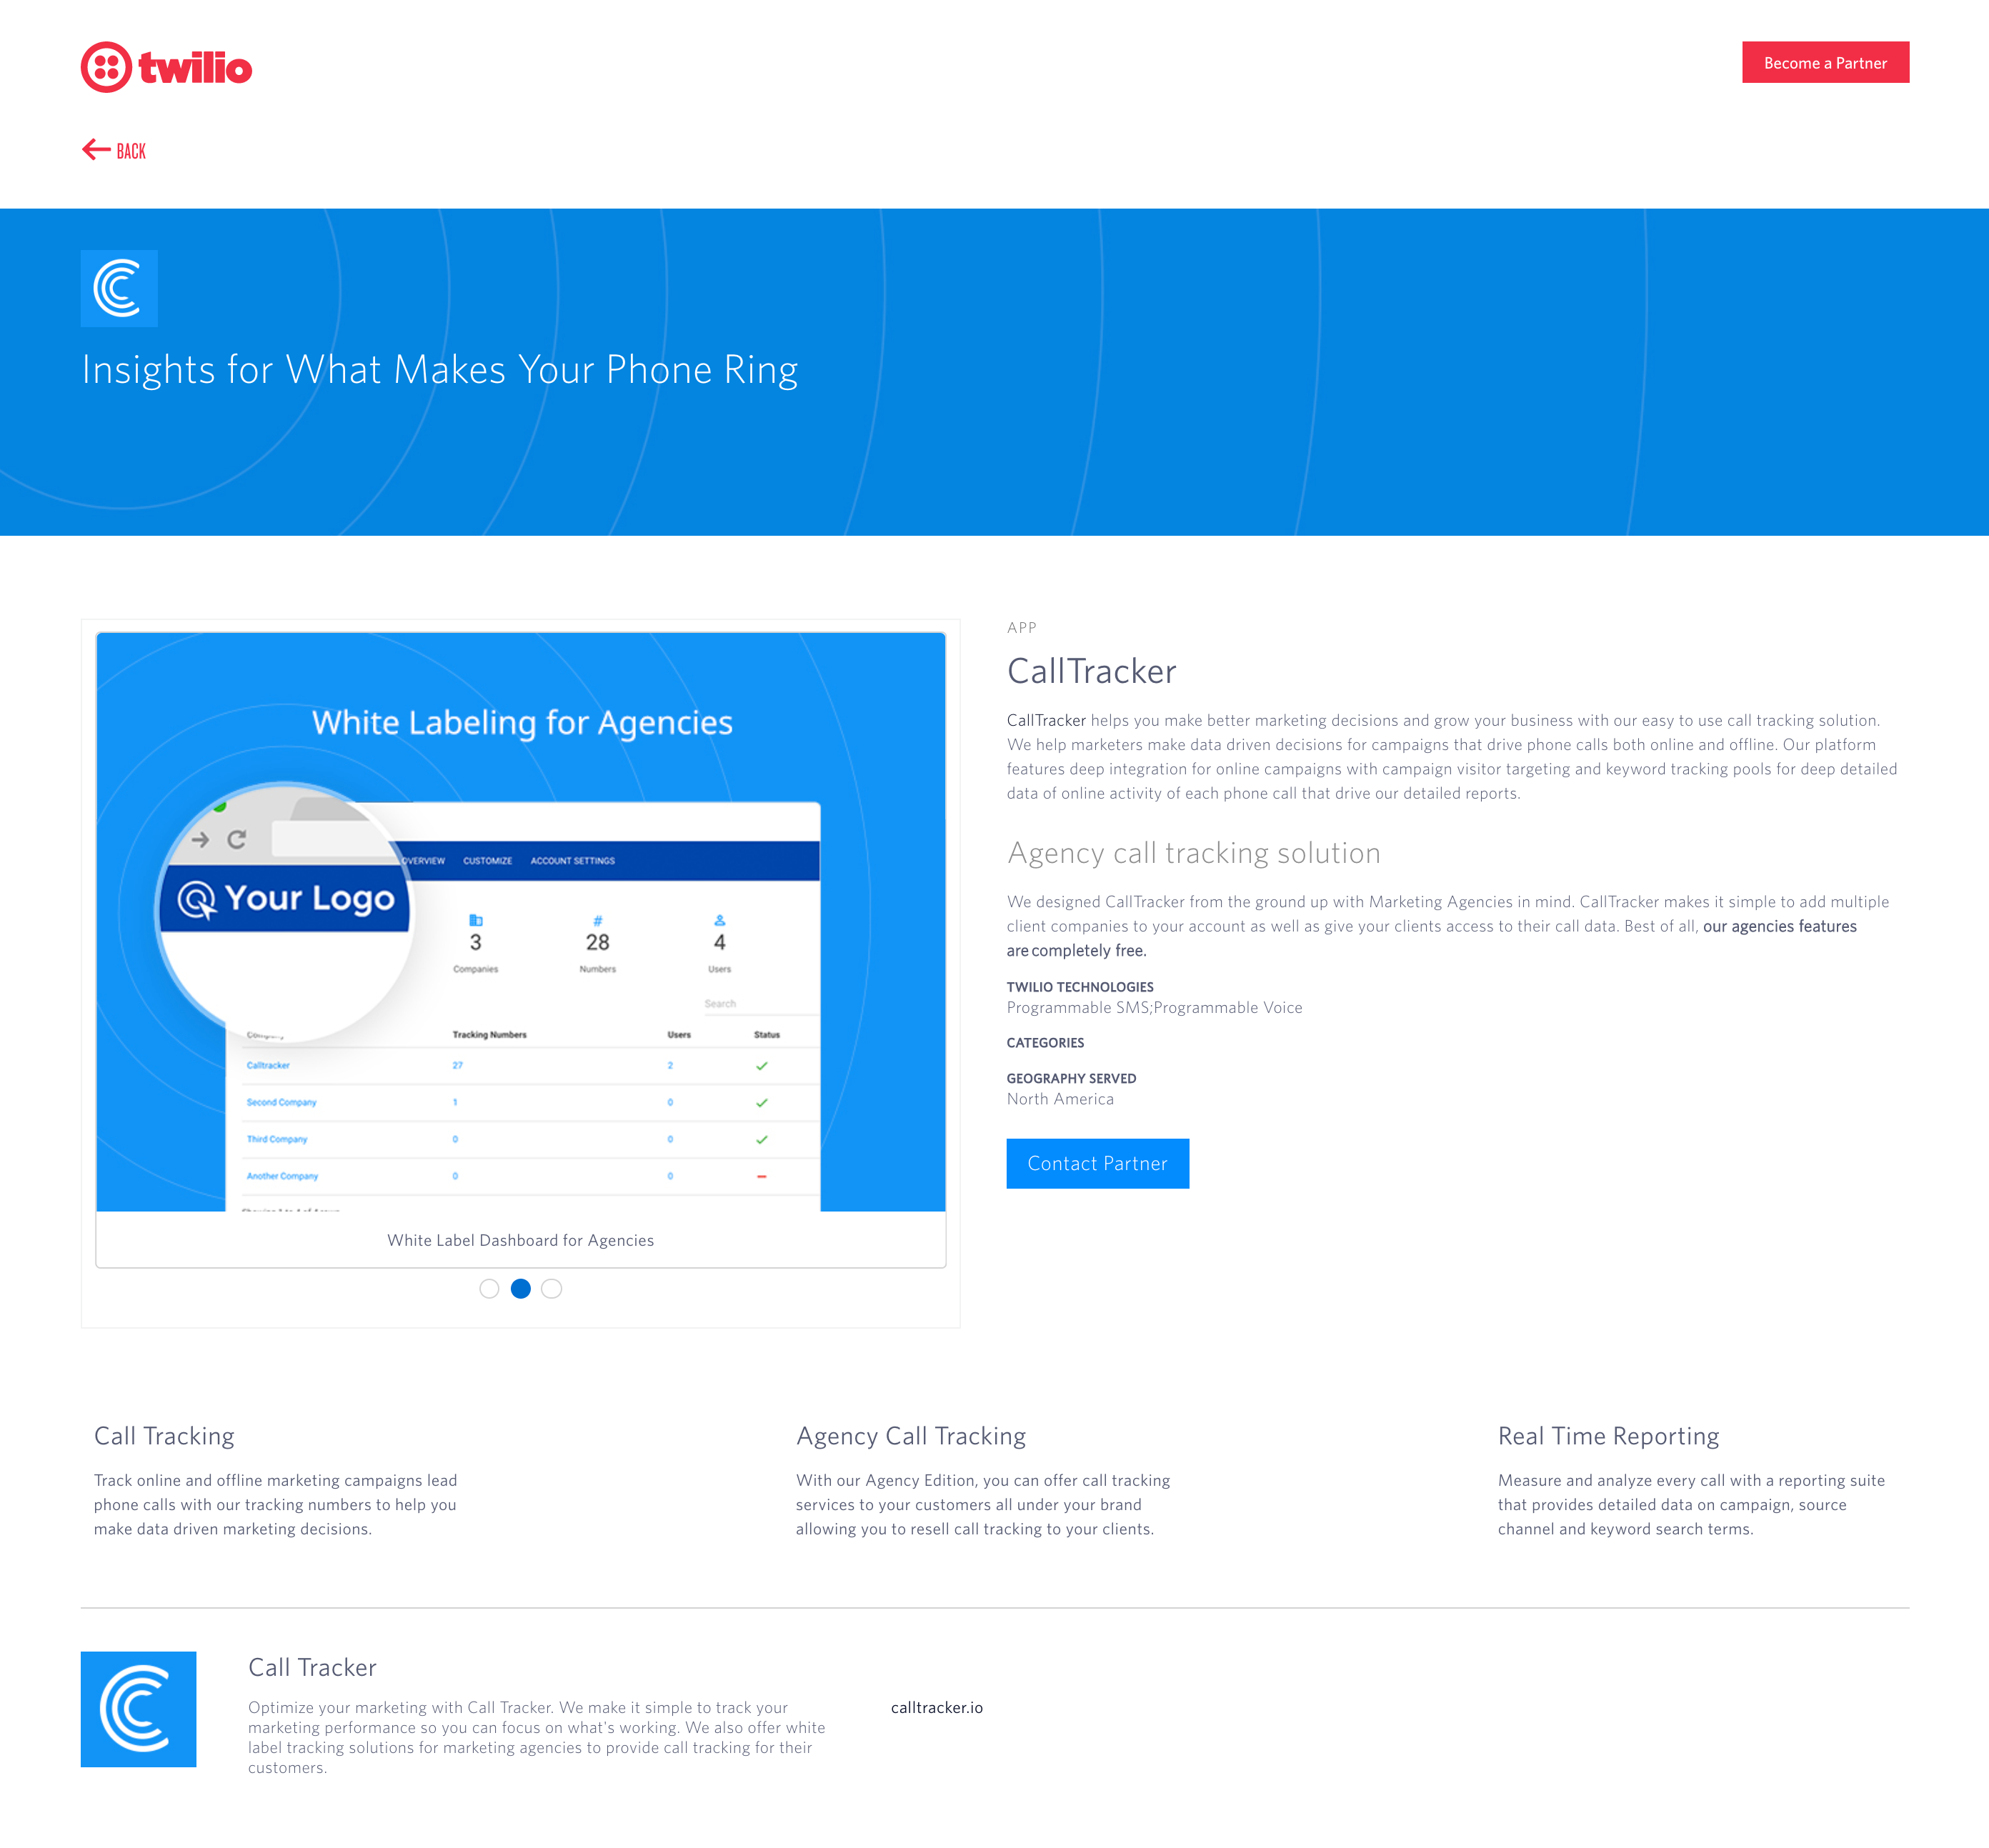 twilio
Become a Partner
BACK
Insights for What Makes Your Phone Ring
White Labeling for Agencies
Your Logo
OVERVIEW CUSTOMIZE ACCOUNT SETTINGS
3 28 4
Companies Numbers Users
Search
Tracking Numbers Users Status
Calltracker 27 2
Second Company 1 0
Third Company 0 0
Another Company 0 0
White Label Dashboard for Agencies
APP
CallTracker
CallTracker helps you make better marketing decisions and grow your business with our easy to use call tracking solution.
We help marketers make data driven decisions for campaigns that drive phone calls both online and offline. Our platform
features deep integration for online campaigns with campaign visitor targeting and keyword tracking pools for deep detailed
data of online activity of each phone call that drive our detailed reports.
Agency call tracking solution
We designed CallTracker from the ground up with Marketing Agencies in mind. CallTracker makes it simple to add multiple
client companies to your account as well as give your clients access to their call data. Best of all, our agencies features
are completely free.
TWILIO TECHNOLOGIES
Programmable SMS;Programmable Voice
CATEGORIES
GEOGRAPHY SERVED
North America
Contact Partner
Call Tracking
Track online and offline marketing campaigns lead
phone calls with our tracking numbers to help you
make data driven marketing decisions.
Agency Call Tracking
With our Agency Edition, you can offer call tracking
services to your customers all under your brand
allowing you to resell call tracking to your clients.
Real Time Reporting
Measure and analyze every call with a reporting suite
that provides detailed data on campaign, source
channel and keyword search terms.
Call Tracker
Optimize your marketing with Call Tracker. We make it simple to track your
marketing performance so you can focus on what's working. We also offer white
label tracking solutions for marketing agencies to provide call tracking for their
customers.
calltracker.io